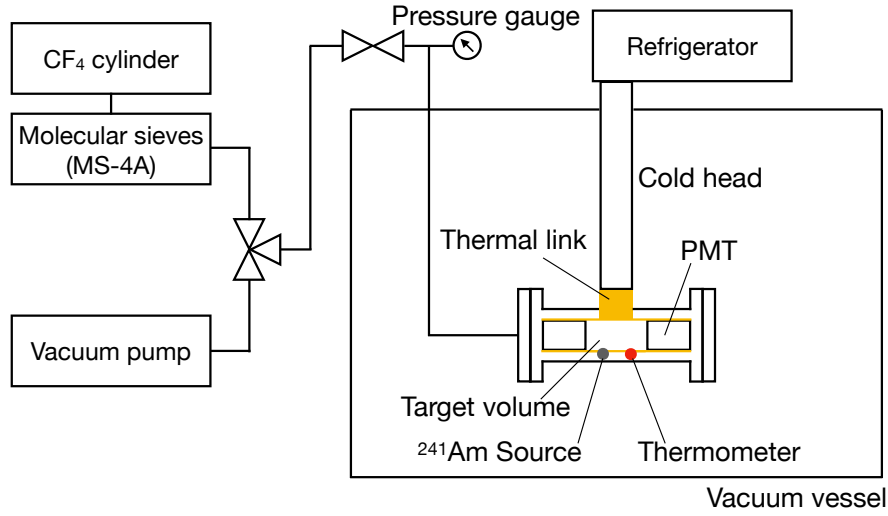 Pressure gauge
CF₄ cylinder
Refrigerator
Molecular sieves
(MS-4A)
Cold head
Thermal link
PMT
Vacuum pump
Target volume
²⁴¹Am Source
Thermometer
Vacuum vessel